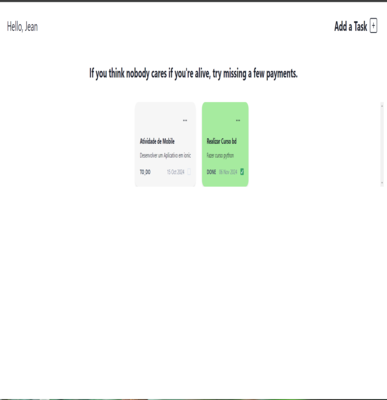 Hello, Jean
Add a Task
If you think nobody cares if you're alive, try missing a few payments.
Atividade de Mobile
Desenvolver um Aplicativo em ionic
TO_DO 15 Oct 2024
Realizar Curso bd
Fazer curso python
DONE 06 Nov 2024